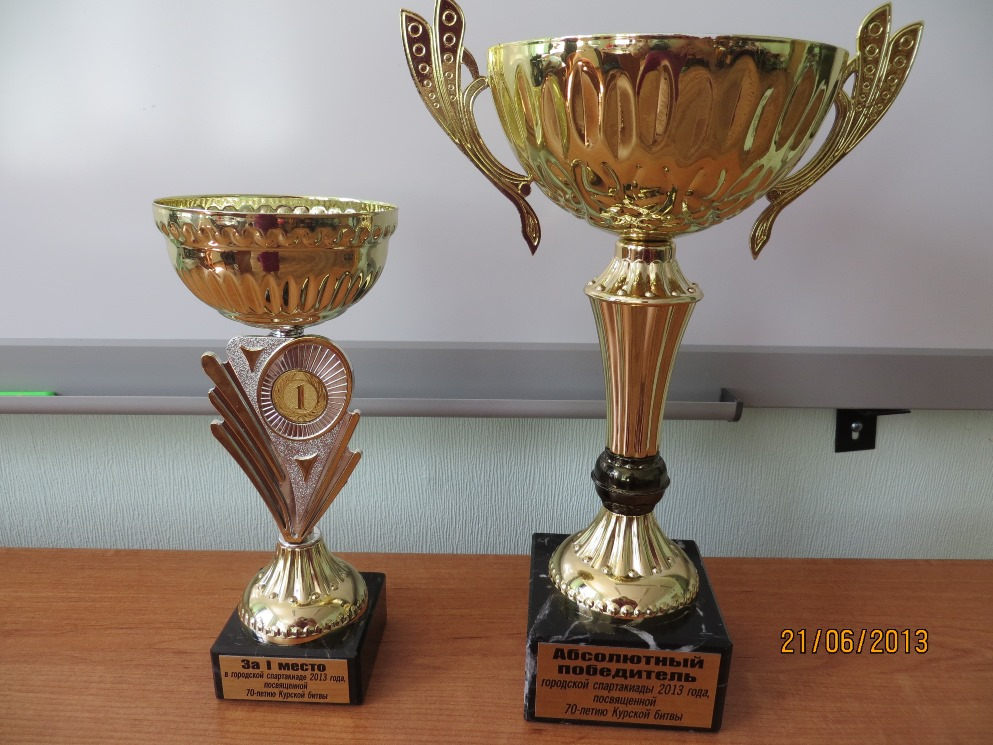 1
За I место
в городской спартакиаде 2013 года,
посвященной
70-летию Курской битвы
Абсолютный
победитель
городской спартакиады 2013 года,
посвященной
70-летию Курской битвы
21/06/2013